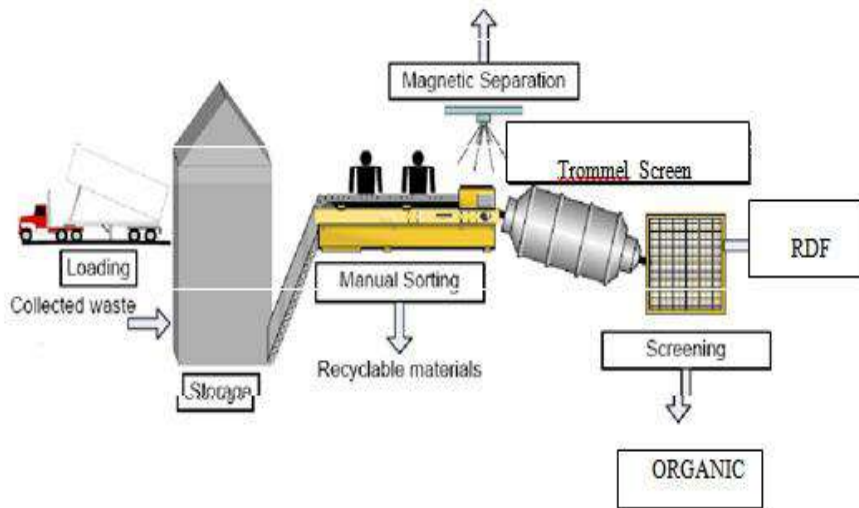 Magnetic Separation
Trommel Screen
Loading
Collected waste
Manual Sorting
RDF
Storage
Recyclable materials
Screening
ORGANIC